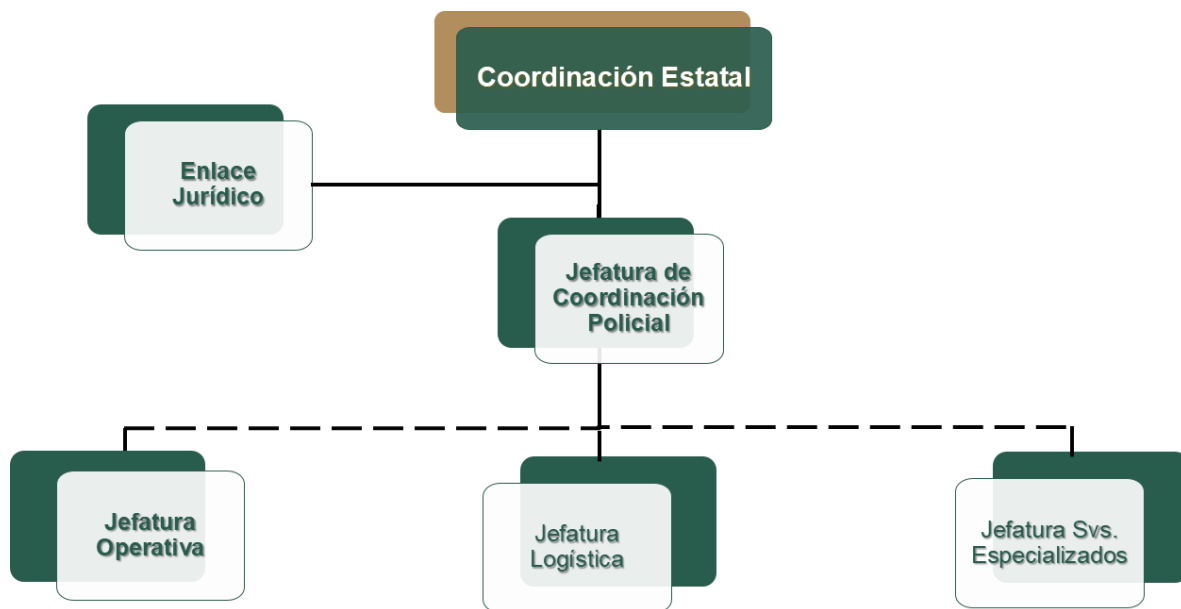 Coordinación Estatal
Enlace
Jurídico
Jefatura de
Coordinación
Policial
Jefatura
Operativa
Jefatura
Logística
Jefatura Svs.
Especializados